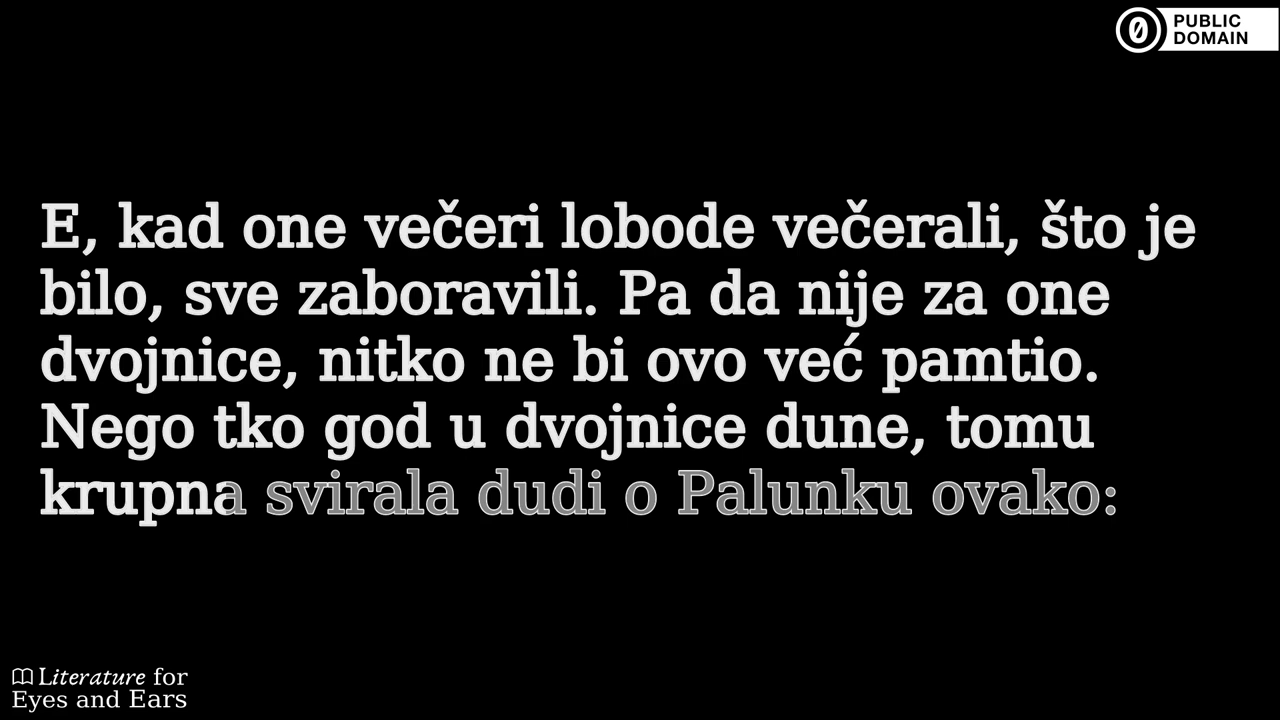 PUBLIC
DOMAIN
E, kad one večeri lobode večerali, što je
bilo, sve zaboravili. Pa da nije za one
dvojnice, nitko ne bi ovo već pamtio.
Nego tko god u dvojnice dune, tomu
krupna svirala dudi o Palunku ovako:
Literature for
Eyes and Ears